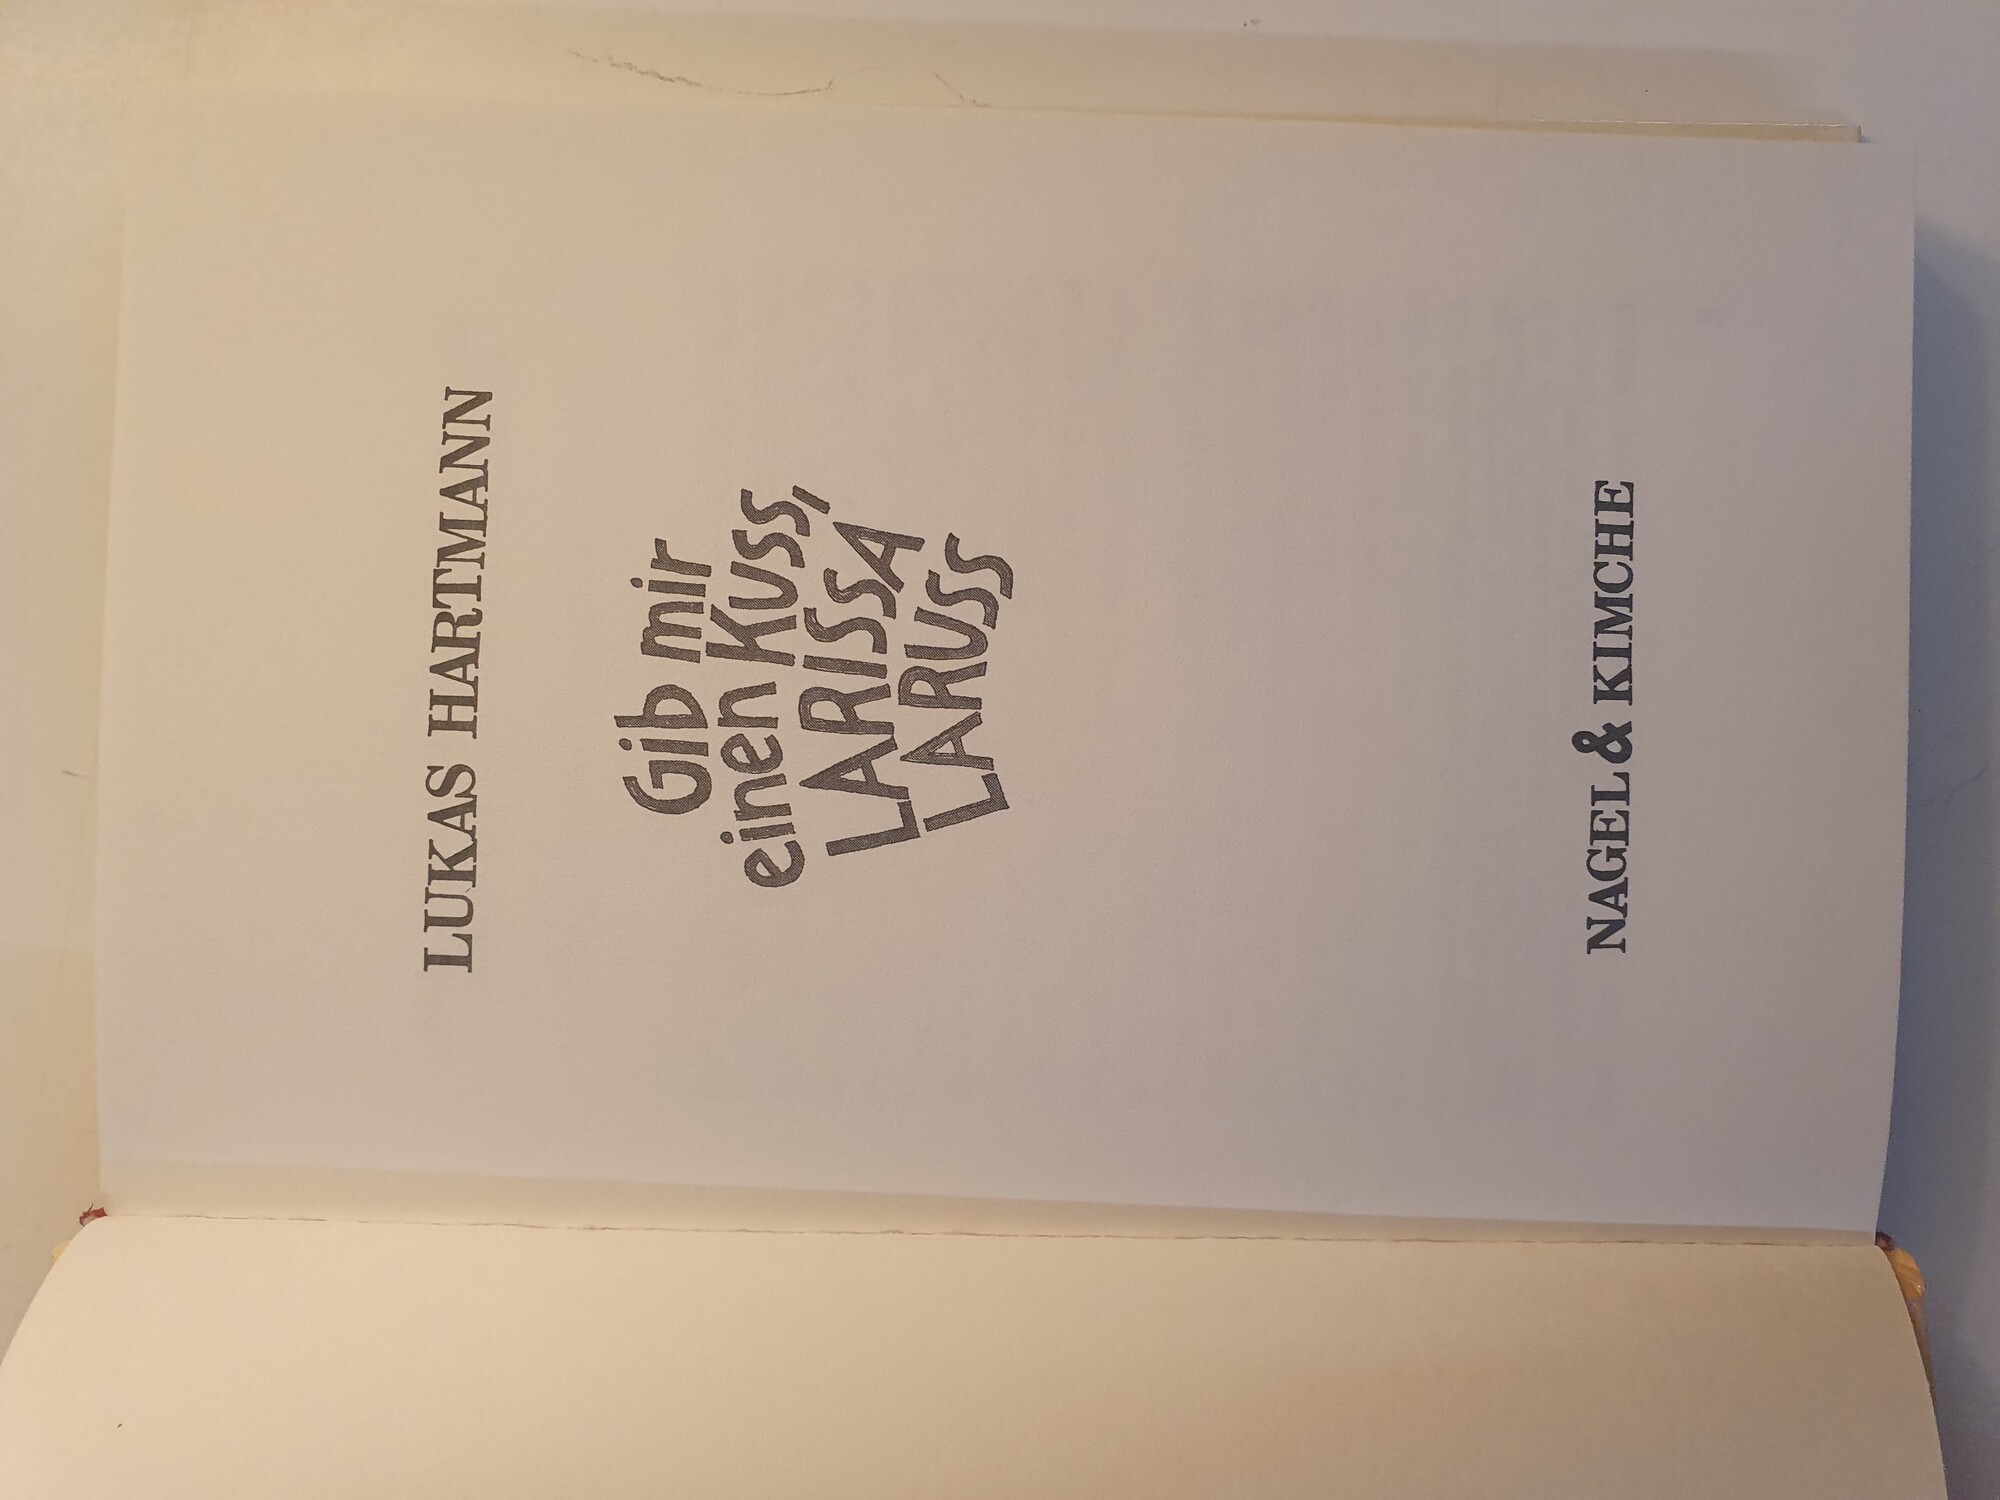 LUKAS HARTMANN
Gib mir
einen Kuss,
LARISSA
LARUSS
NAGEL & KIMCHE